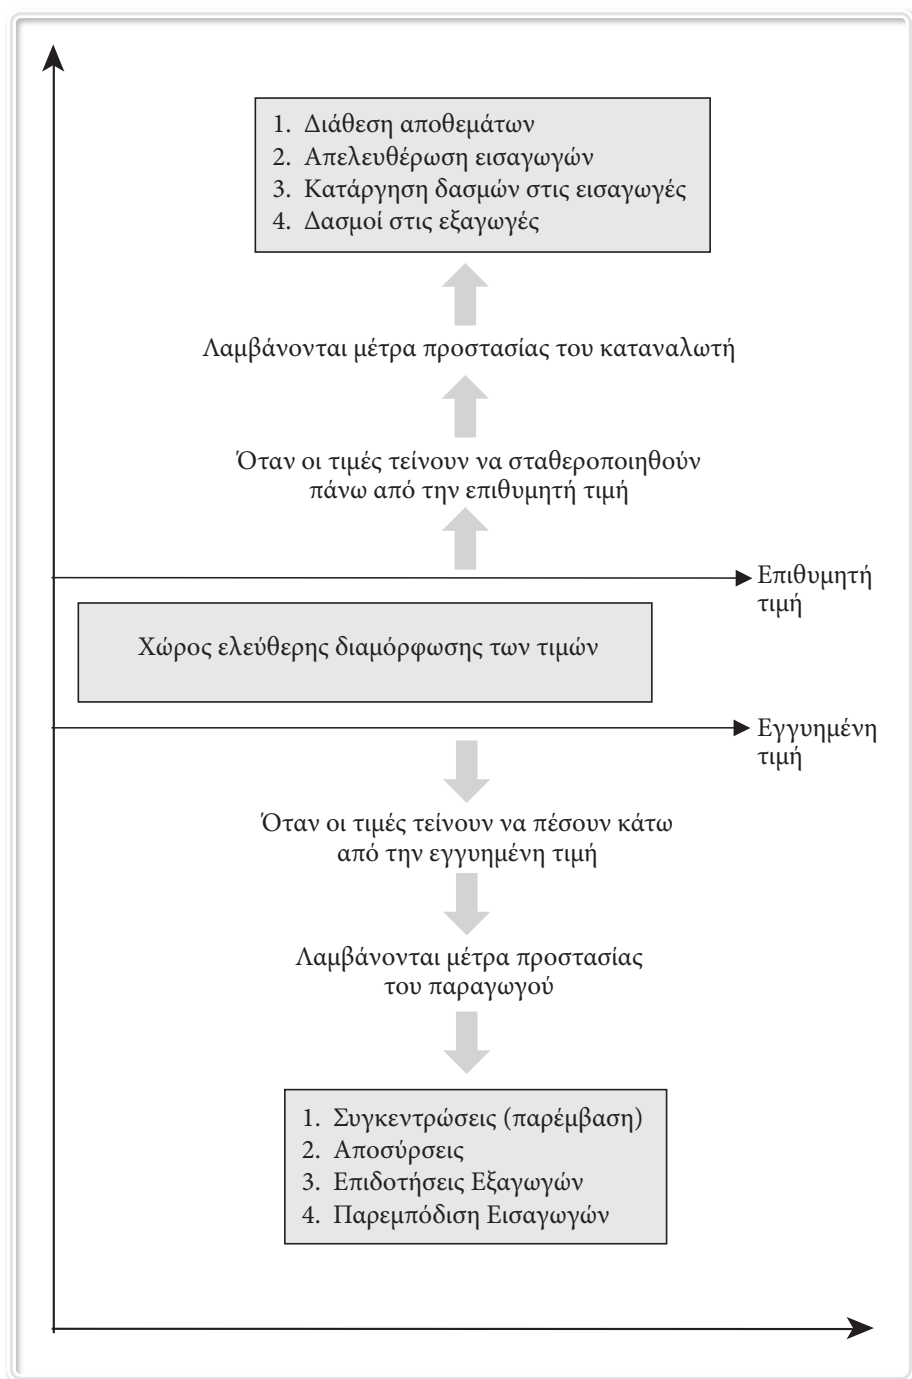 1. Διάθεση αποθεμάτων
2. Απελευθέρωση εισαγωγών
3. Κατάργηση δασμών στις εισαγωγές
4. Δασμοί στις εξαγωγές
Λαμβάνονται μέτρα προστασίας του καταναλωτή
Όταν οι τιμές τείνουν να σταθεροποιηθούν
πάνω από την επιθυμητή τιμή
Επιθυμητή
τιμή
Χώρος ελεύθερης διαμόρφωσης των τιμών
Εγγυημένη
τιμή
Όταν οι τιμές τείνουν να πέσουν κάτω
από την εγγυημένη τιμή
Λαμβάνονται μέτρα προστασίας
του παραγωγού
1. Συγκεντρώσεις (παρέμβαση)
2. Αποσύρσεις
3. Επιδοτήσεις Εξαγωγών
4. Παρεμπόδιση Εισαγωγών